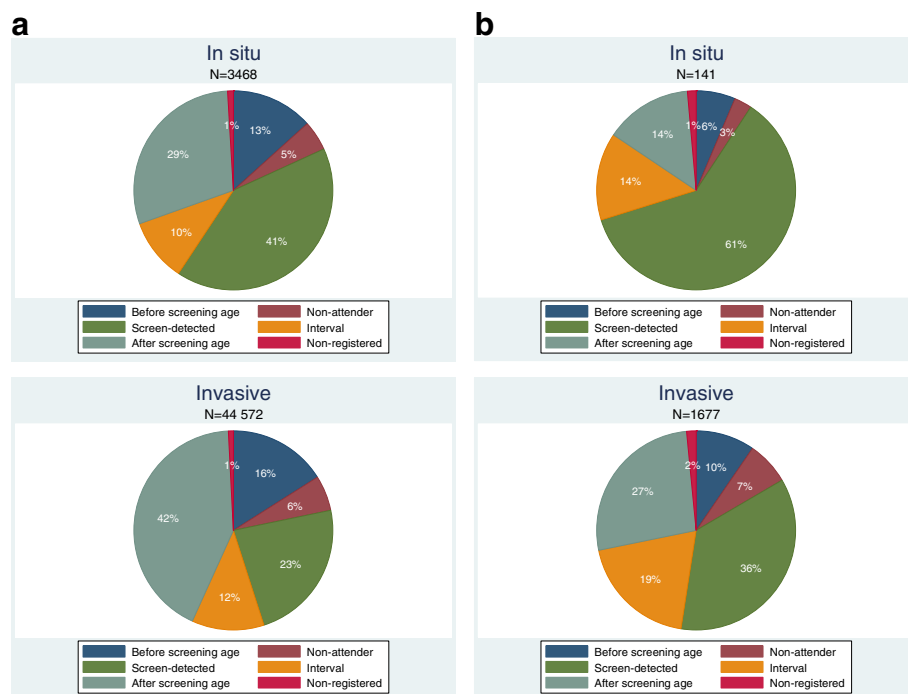 a
In situ
N=3468
1%
13%
5%
29%
10%
41%
Before screening age
Non-attender
Screen-detected
Interval
After screening age
Non-registered
b
In situ
N=141
1%
6%
3%
14%
14%
61%
Before screening age
Non-attender
Screen-detected
Interval
After screening age
Non-registered
Invasive
N=44 572
1%
16%
6%
42%
23%
12%
Before screening age
Non-attender
Screen-detected
Interval
After screening age
Non-registered
Invasive
N=1677
2%
10%
7%
27%
36%
19%
Before screening age
Non-attender
Screen-detected
Interval
After screening age
Non-registered